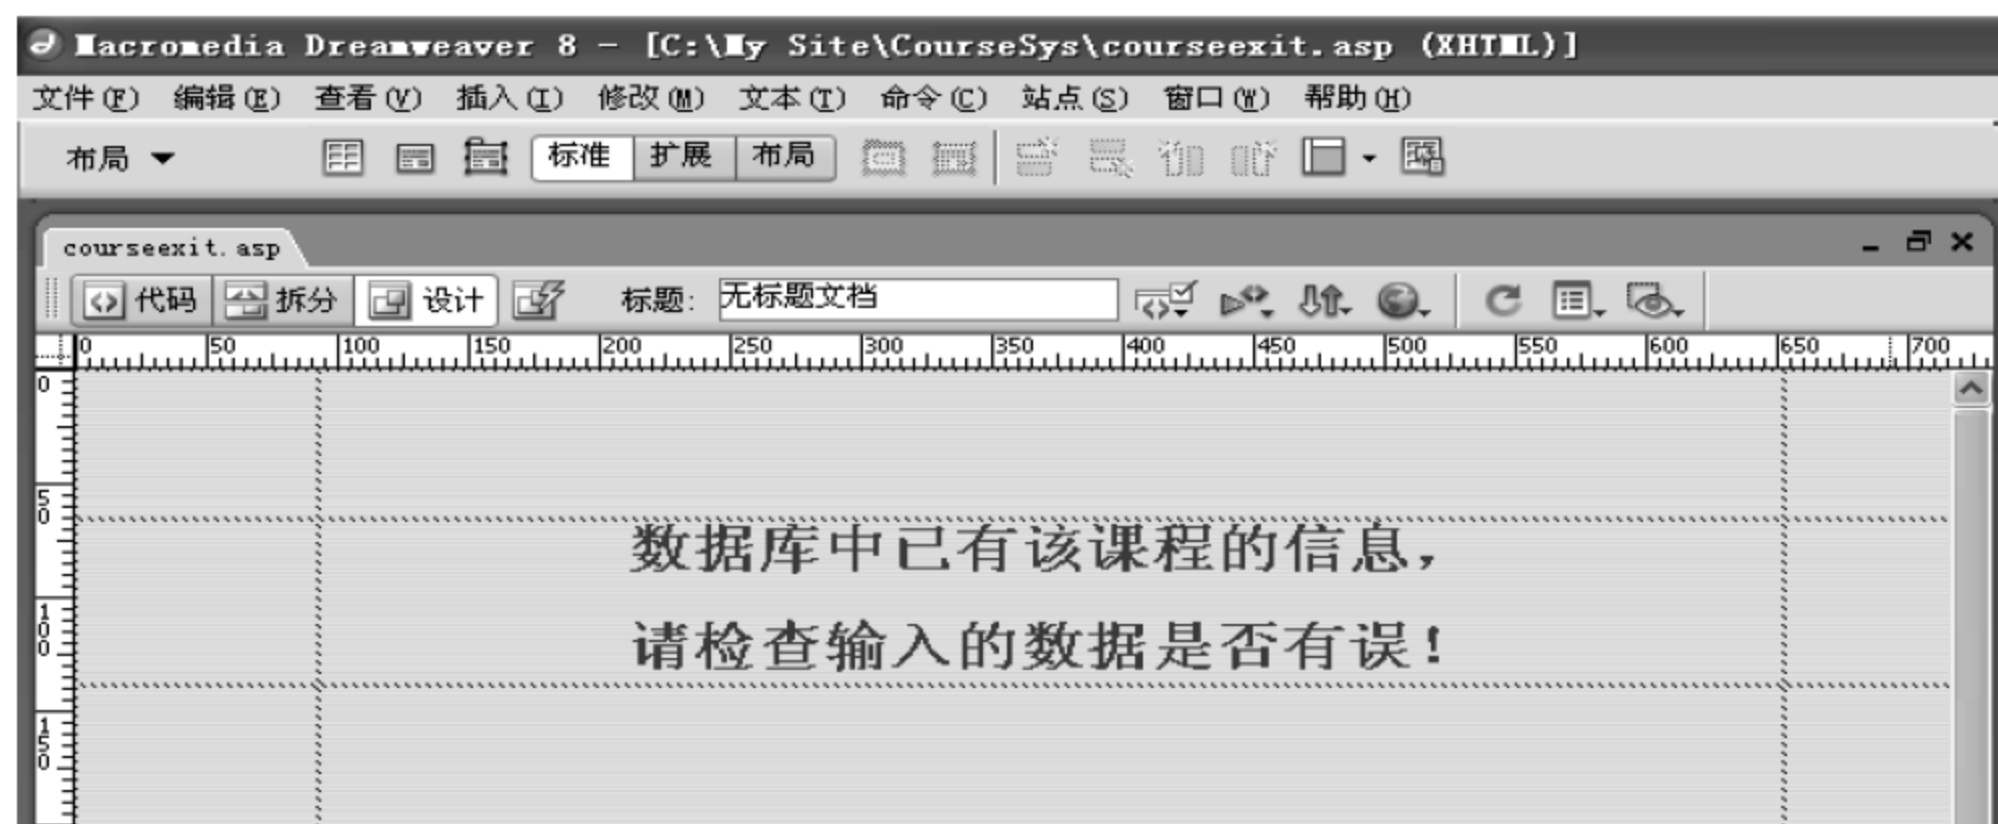 Macromedia Dreamweaver 8 - [C:\My Site\CourseSys\courseexit.asp (XHTML)]
文件(F) 编辑(E) 查看(V) 插入(I) 修改(M) 文本(T) 命令(C) 站点(S) 窗口(W) 帮助(H)
布局 标准 扩展 布局
courseexit.asp
代码 拆分 设计 标题: 无标题文档
0 50 100 150 200 250 300 350 400 450 500 550 600 650 700
0
50
数据库中已有该课程的信息，
100
请检查输入的数据是否有误！
150